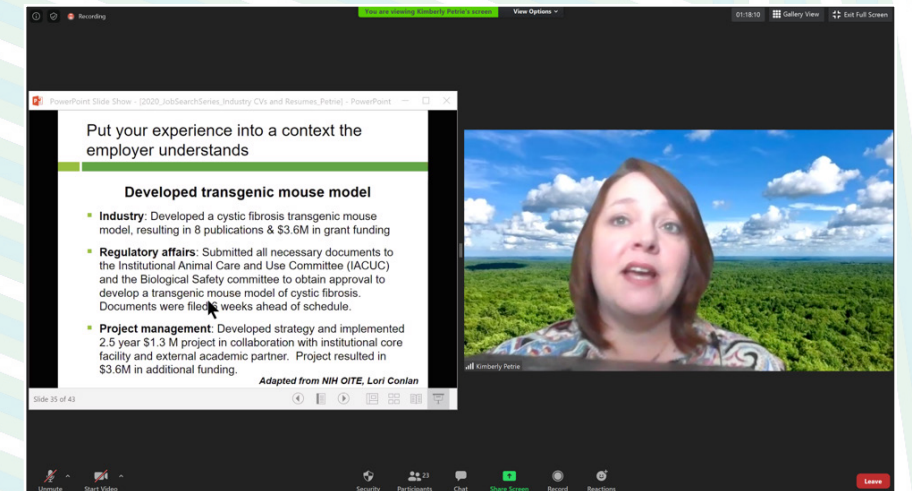 Recording
You are viewing Kimberly Petrie's screen
View Options
01:18:10
Gallery View
Exit Full Screen
PowerPoint Slide Show - [2020_JobSearchSeries_Industry CVs and Resumes_Petrie] - PowerPoint
Put your experience into a context the
employer understands
Developed transgenic mouse model
Industry: Developed a cystic fibrosis transgenic mouse
model, resulting in 8 publications & $3.6M in grant funding
Regulatory affairs: Submitted all necessary documents to
the Institutional Animal Care and Use Committee (IACUC)
and the Biological Safety committee to obtain approval to
develop a transgenic mouse model of cystic fibrosis.
Documents were filed weeks ahead of schedule.
Project management: Developed strategy and implemented
2.5 year $1.3 M project in collaboration with institutional core
facility and external academic partner. Project resulted in
$3.6M in additional funding.
Adapted from NIH OITE, Lori Conlan
Slide 35 of 43
Kimberly Petrie
Unmute
Start Video
Security
Participants
23
Chat
Share Screen
Record
Reactions
Leave